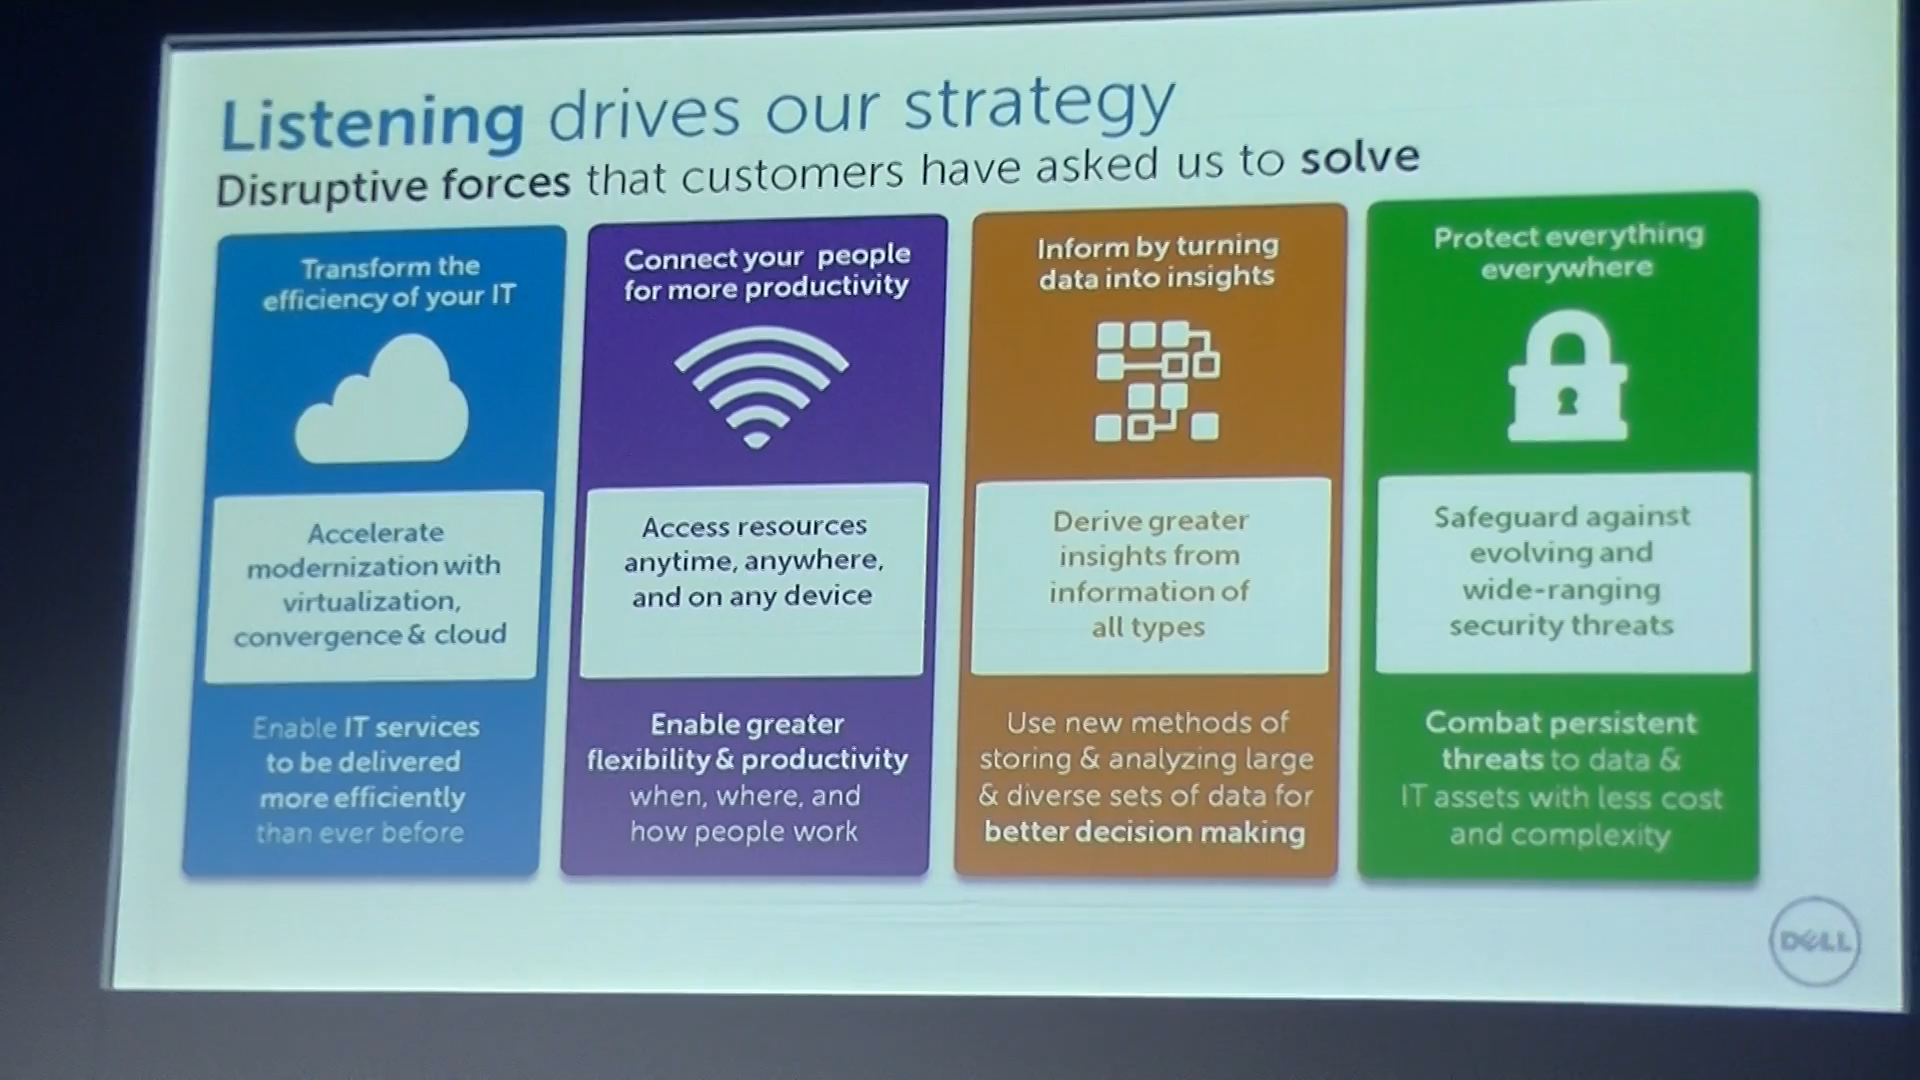 Listening drives our strategy
Disruptive forces that customers have asked us to solve
Transform the
efficiency of your IT
Accelerate
modernization with
virtualization,
convergence & cloud
Enable IT services
to be delivered
more efficiently
than ever before
Connect your people
for more productivity
Access resources
anytime, anywhere,
and on any device
Enable greater
flexibility & productivity
when, where, and
how people work
Inform by turning
data into insights
Derive greater
insights from
information of
all types
Use new methods of
storing & analyzing large
& diverse sets of data for
better decision making
Protect everything
everywhere
Safeguard against
evolving and
wide-ranging
security threats
Combat persistent
threats to data &
IT assets with less cost
and complexity
DELL